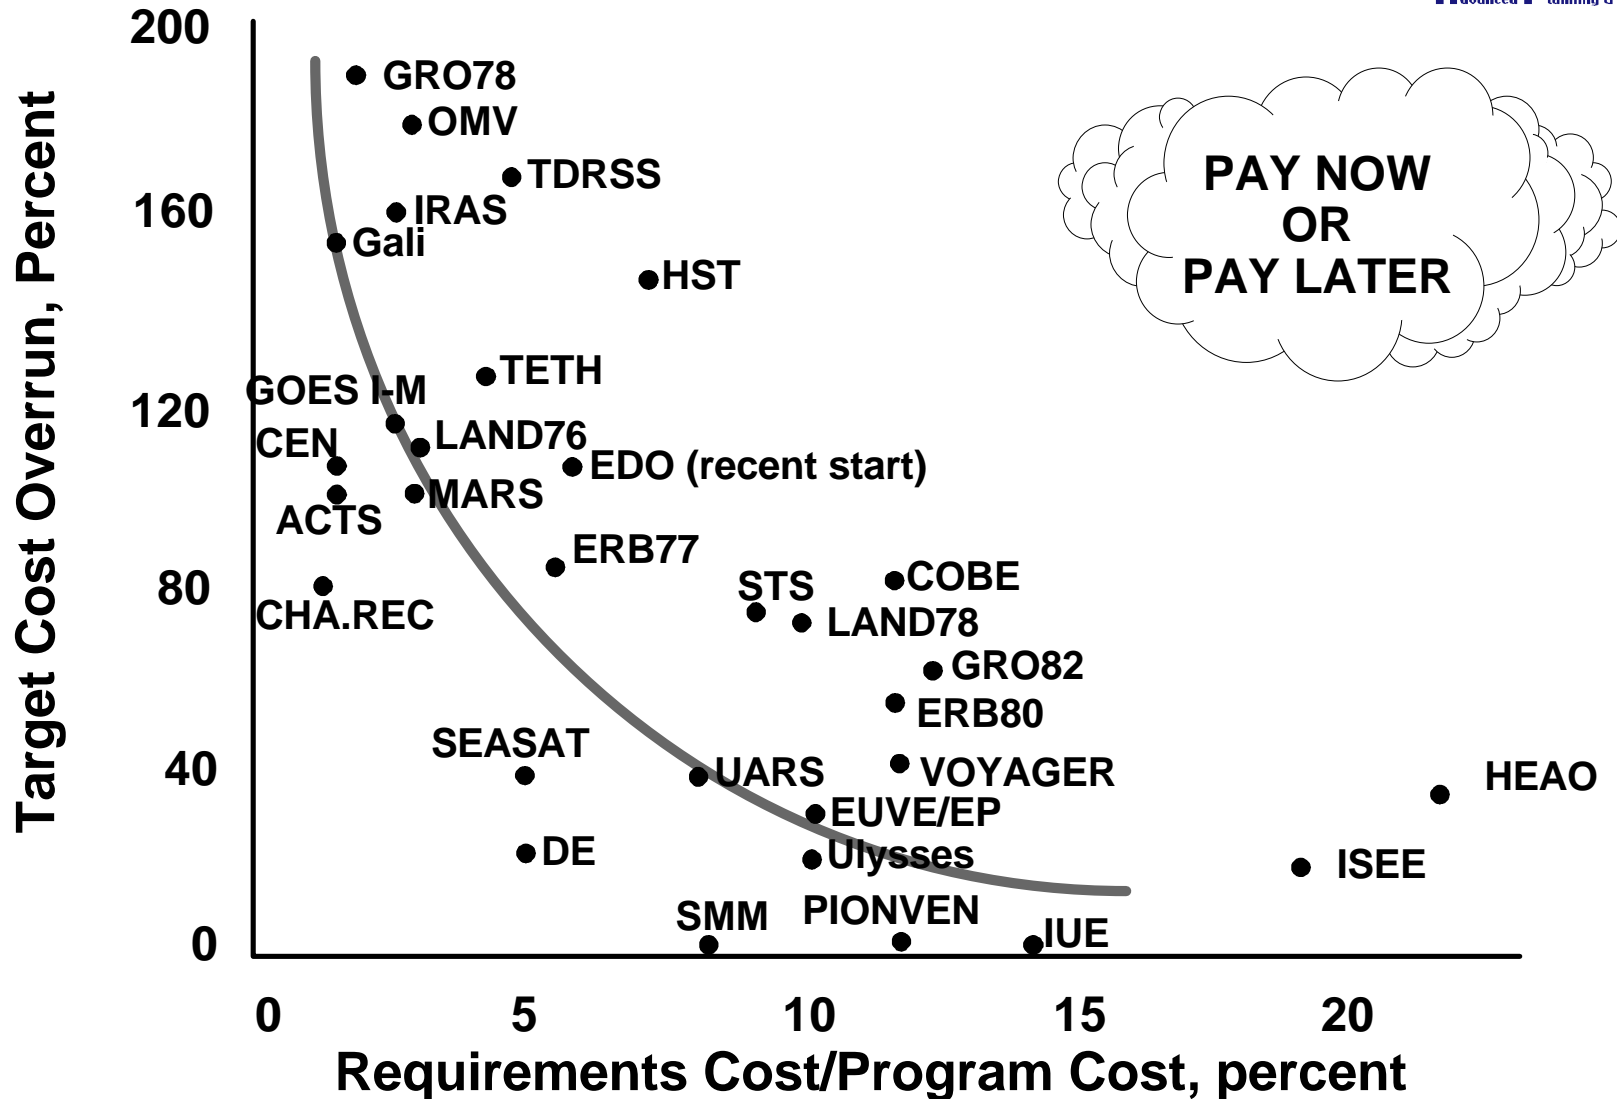 200
160
120
80
40
0
Target Cost Overrun, Percent
GRO78
OMV
TDRSS
IRAS
Gali
HST
TETH
GOES I-M
CEN
LAND76
EDO (recent start)
MARS
ACTS
ERB77
STS
COBE
CHA.REC
LAND78
GRO82
ERB80
SEASAT
UARS
VOYAGER
HEAO
EUVE/EP
DE
Ulysses
ISEE
SMM
PIONVEN
IUE
PAY NOW
OR
PAY LATER
0 5 10 15 20
Requirements Cost/Program Cost, percent